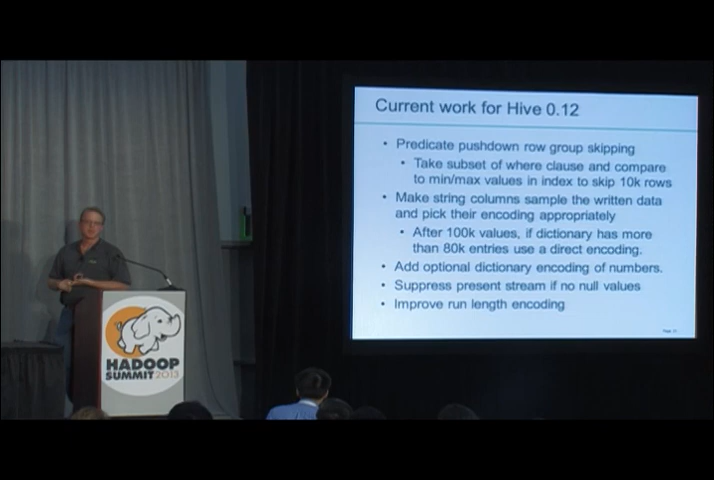 Current work for Hive 0.12
• Predicate pushdown row group skipping
• Take subset of where clause and compare
to min/max values in index to skip 10k rows
• Make string columns sample the written data
and pick their encoding appropriately
• After 100k values, if dictionary has more
than 80k entries use a direct encoding.
• Add optional dictionary encoding of numbers.
• Suppress present stream if no null values
• Improve run length encoding
HADOOP
SUMMIT 2013